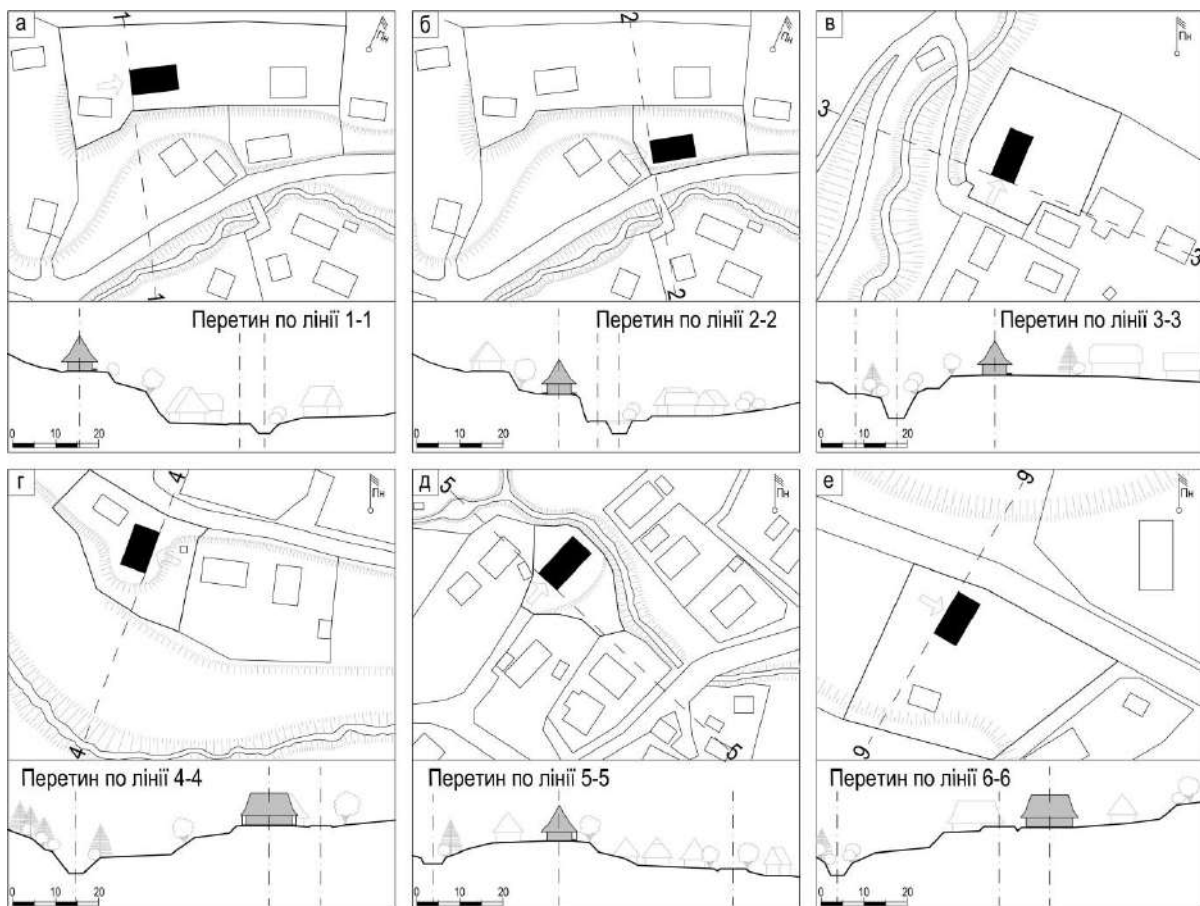 а
1
Пн
1
Перетин по лінії 1-1
0 10 20
б
2
Пн
2
Перетин по лінії 2-2
0 10 20
в
Пн
3
3
Перетин по лінії 3-3
0 10 20
г
4
Пн
4
Перетин по лінії 4-4
0 10 20
д
5
Пн
5
Перетин по лінії 5-5
0 10 20
е
6
Пн
6
Перетин по лінії 6-6
0 10 20